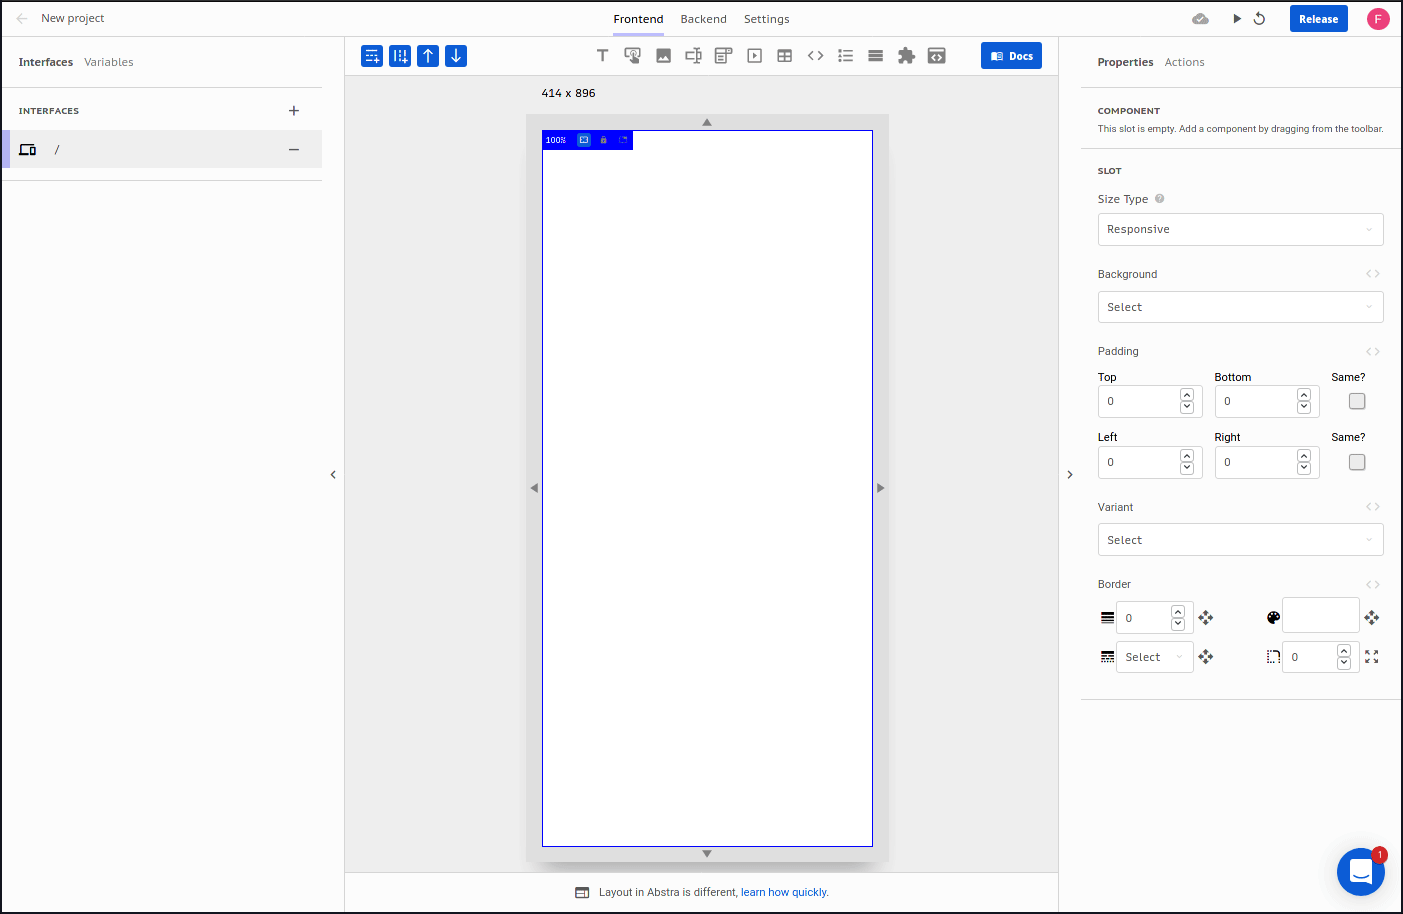 New project
Frontend
Backend
Settings
Release
F
Interfaces
Variables
Docs
Properties
Actions
414 x 896
INTERFACES
/
100%
COMPONENT
This slot is empty. Add a component by dragging from the toolbar.
SLOT
Size Type
Responsive
Background
Select
Padding
Top
Bottom
Same?
0
0
Left
Right
Same?
0
0
Variant
Select
Border
0
Select
0
1
Layout in Abstra is different, learn how quickly.